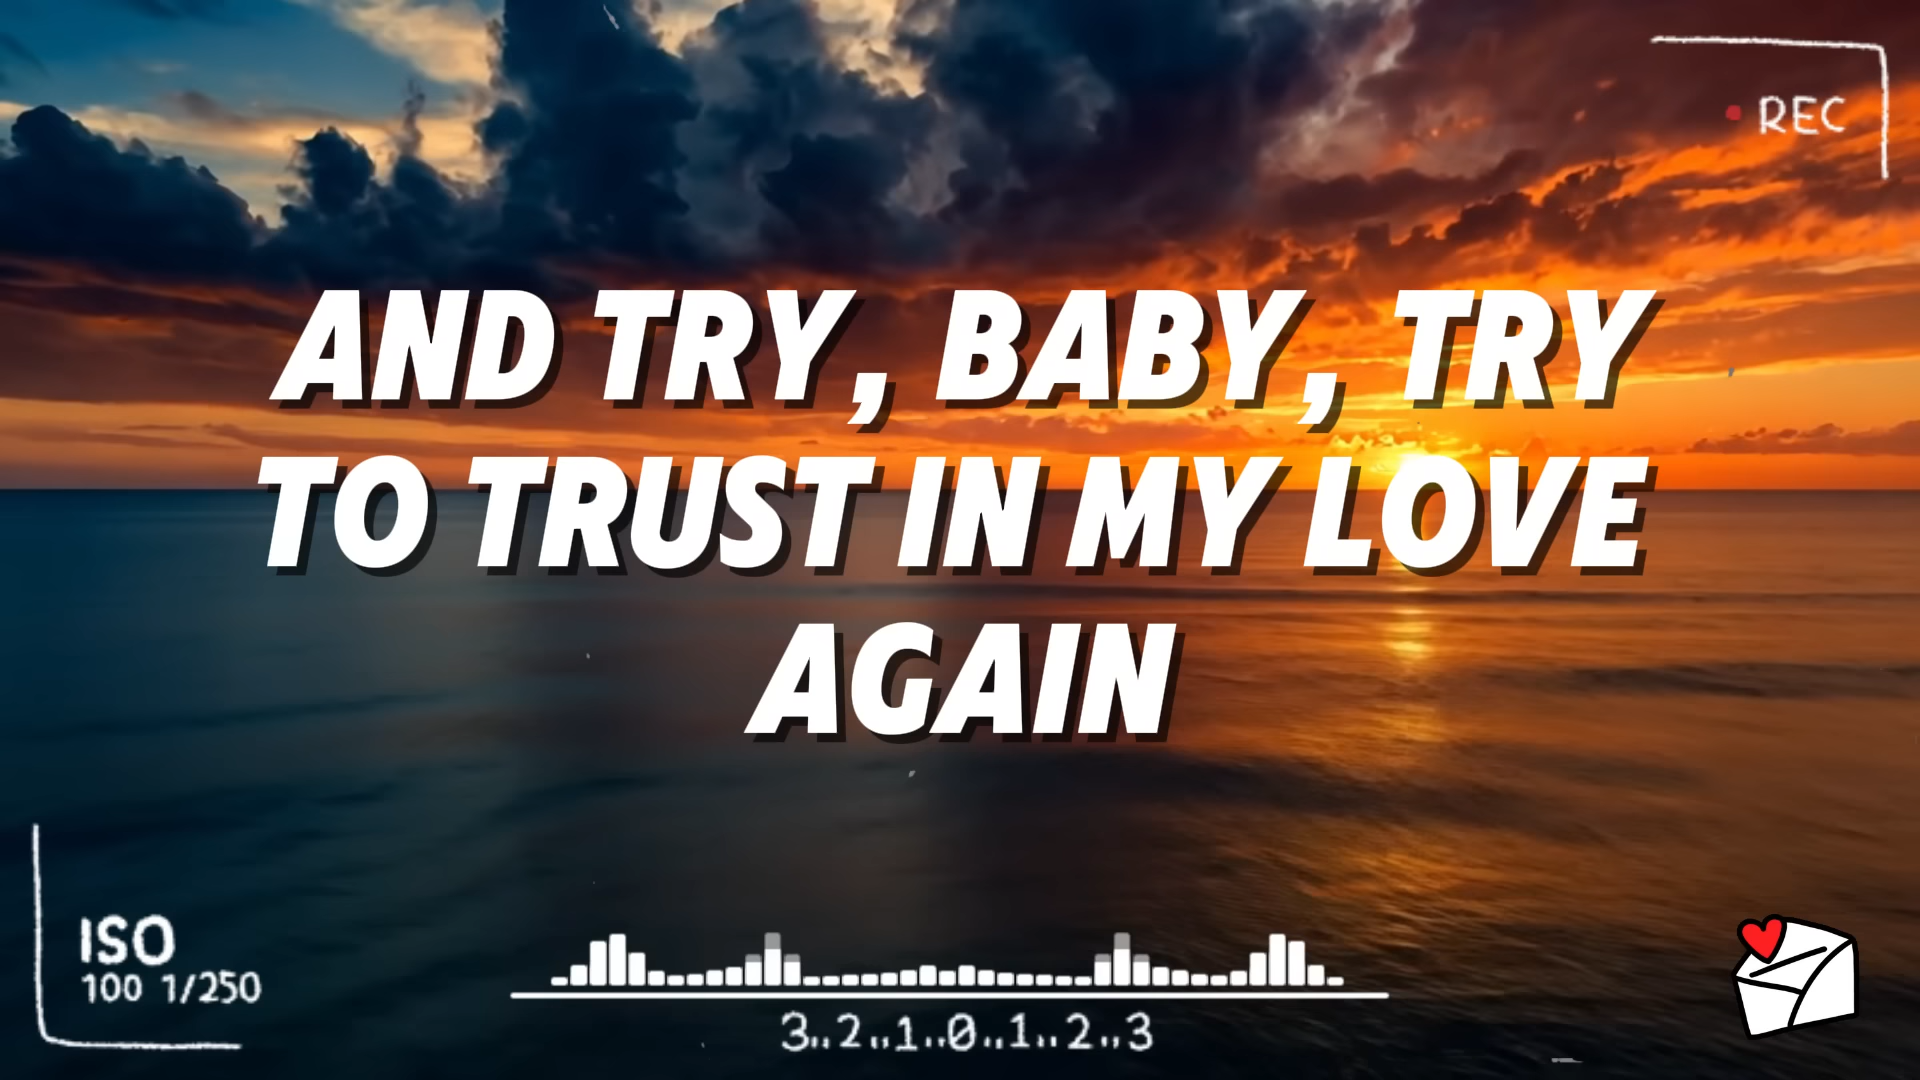 REC
AND TRY, BABY, TRY
TO TRUST IN MY LOVE
AGAIN
ISO
100 1/250
3..2..1..0..1..2..3